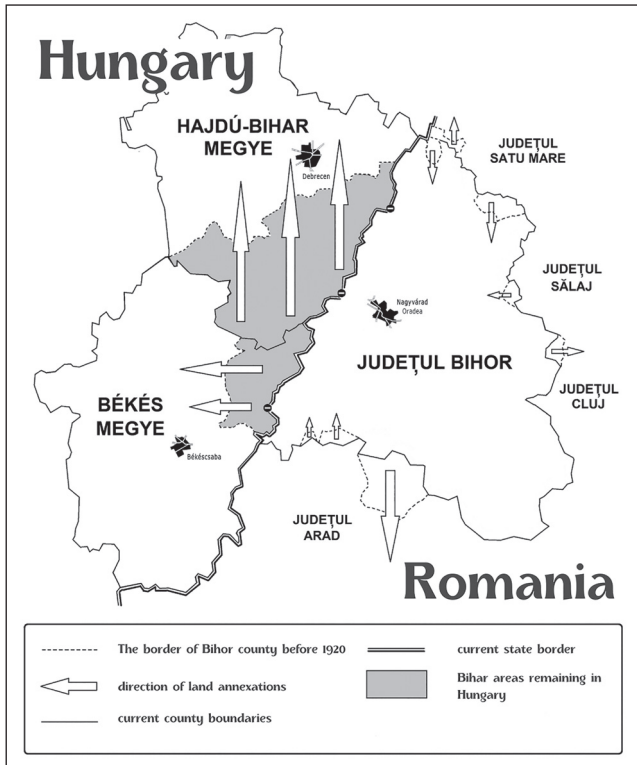 Hungary
HAJDÚ-BIHAR
MEGYE
Debrecen
JUDEȚUL
SATU MARE
JUDEȚUL
SĂLAJ
Nagyvárad
Oradea
JUDEȚUL BIHOR
JUDEȚUL
CLUJ
BÉKÉS
MEGYE
Békéscsaba
JUDEȚUL
ARAD
Romania
The border of Bihor county before 1920
current state border
direction of land annexations
Bihar areas remaining in
Hungary
current county boundaries